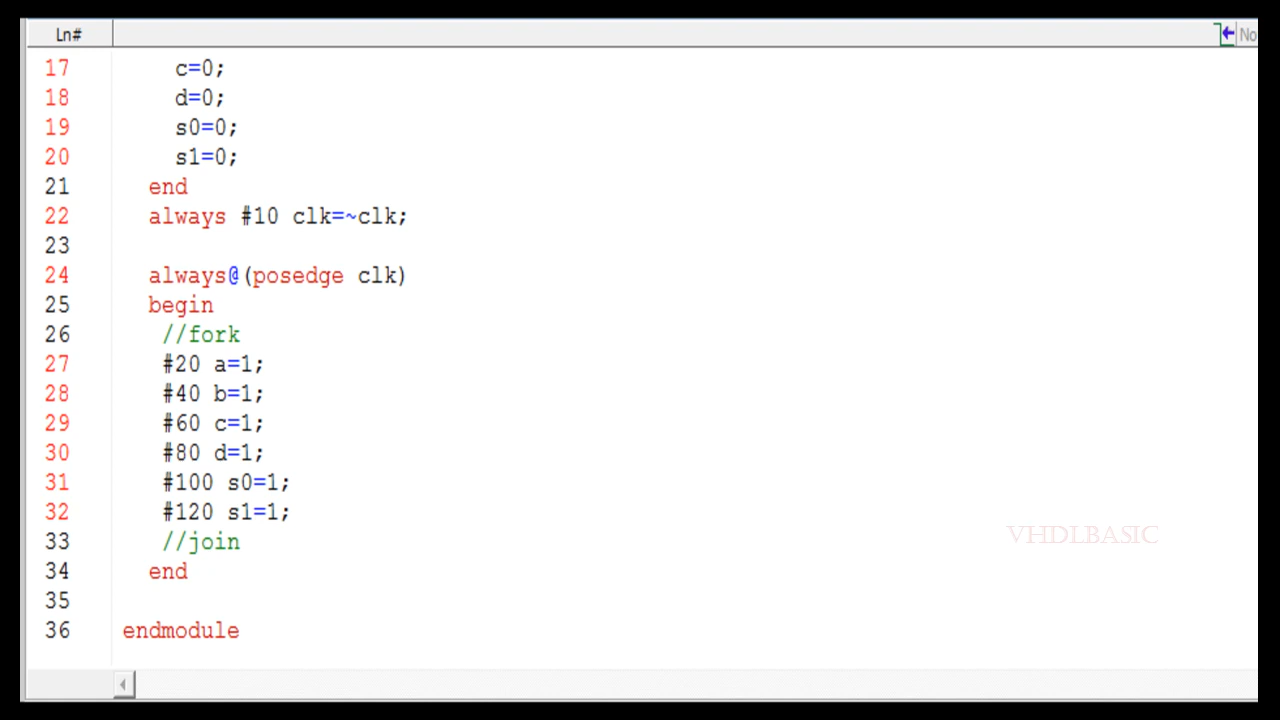 Ln#
No
17 c=0;
18 d=0;
19 s0=0;
20 s1=0;
21 end
22 always #10 clk=~clk;
23
24 always@(posedge clk)
25 begin
26 //fork
27 #20 a=1;
28 #40 b=1;
29 #60 c=1;
30 #80 d=1;
31 #100 s0=1;
32 #120 s1=1;
33 //join
34 end
35
36 endmodule
VHDLBASIC